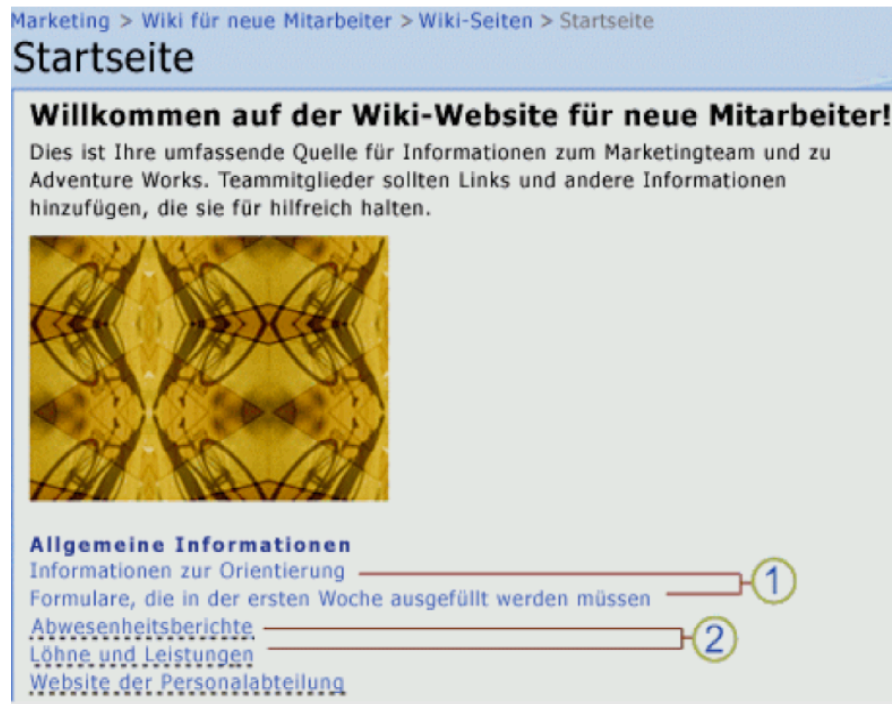 Marketing > Wiki für neue Mitarbeiter > Wiki-Seiten > Startseite
Startseite
Willkommen auf der Wiki-Website für neue Mitarbeiter!
Dies ist Ihre umfassende Quelle für Informationen zum Marketingteam und zu
Adventure Works. Teammitglieder sollten Links und andere Informationen
hinzufügen, die sie für hilfreich halten.
Allgemeine Informationen
Informationen zur Orientierung
1
Formulare, die in der ersten Woche ausgefüllt werden müssen
Abwesenheitsberichte
2
Löhne und Leistungen
Website der Personalabteilung